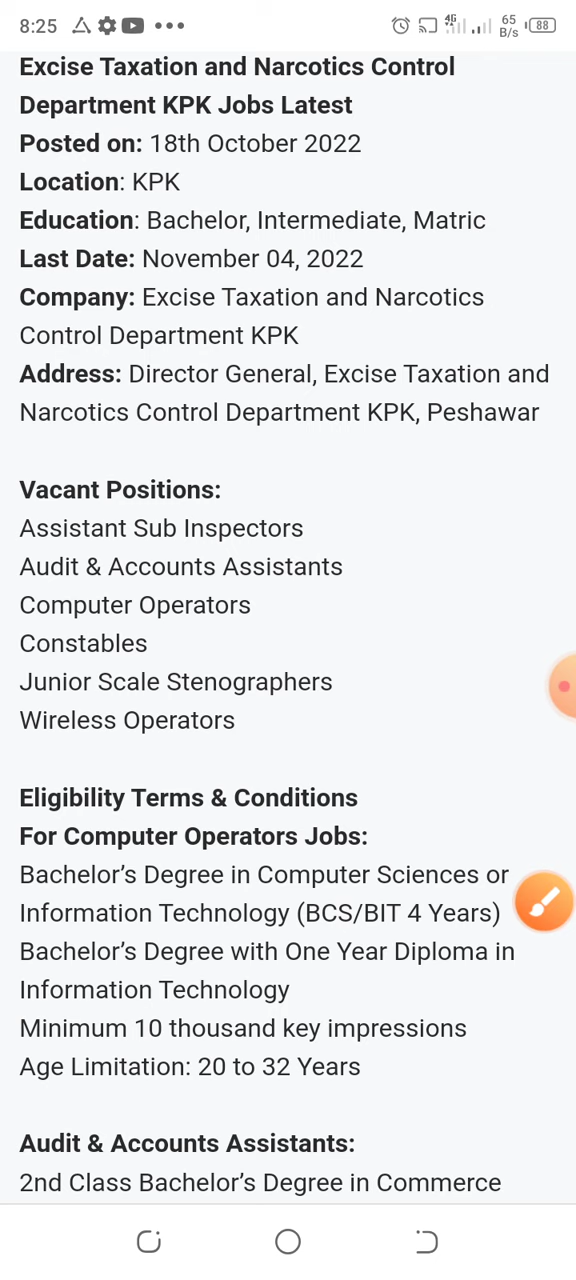 8:25
4G
65
B/s
88
Excise Taxation and Narcotics Control
Department KPK Jobs Latest
Posted on: 18th October 2022
Location: KPK
Education: Bachelor, Intermediate, Matric
Last Date: November 04, 2022
Company: Excise Taxation and Narcotics
Control Department KPK
Address: Director General, Excise Taxation and
Narcotics Control Department KPK, Peshawar
Vacant Positions:
Assistant Sub Inspectors
Audit & Accounts Assistants
Computer Operators
Constables
Junior Scale Stenographers
Wireless Operators
Eligibility Terms & Conditions
For Computer Operators Jobs:
Bachelor’s Degree in Computer Sciences or
Information Technology (BCS/BIT 4 Years)
Bachelor’s Degree with One Year Diploma in
Information Technology
Minimum 10 thousand key impressions
Age Limitation: 20 to 32 Years
Audit & Accounts Assistants:
2nd Class Bachelor’s Degree in Commerce